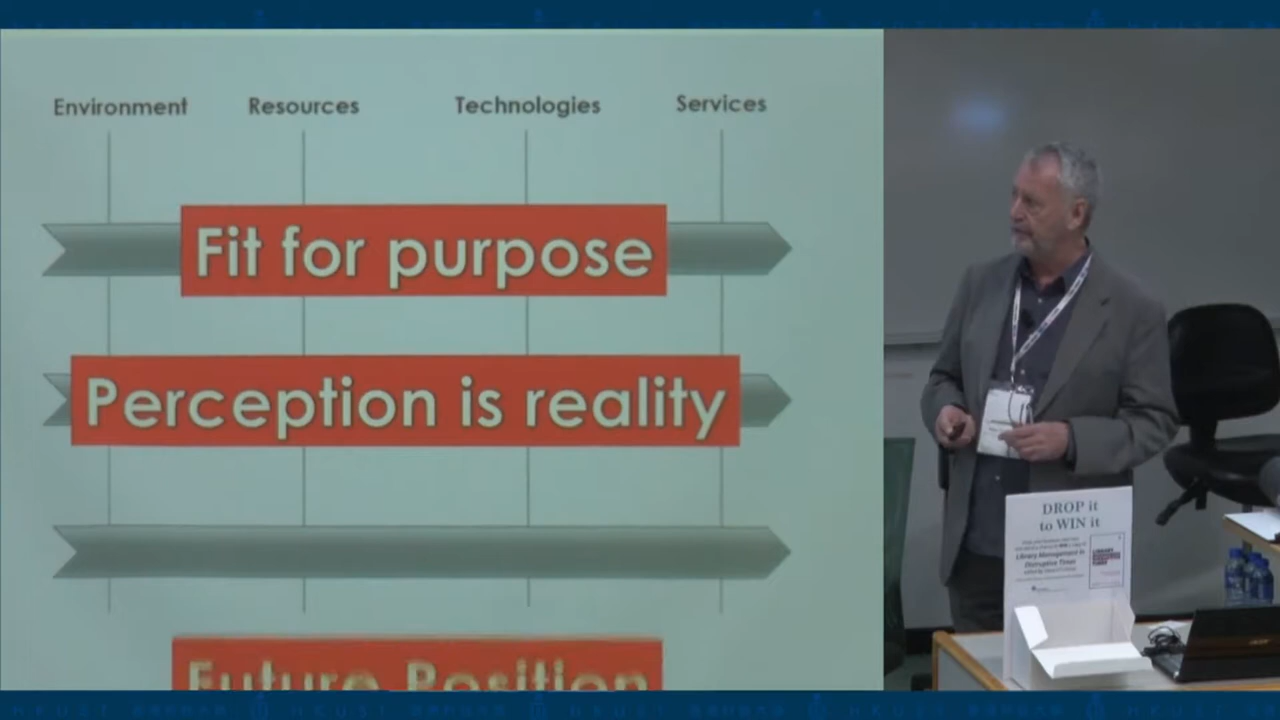 Environment Resources Technologies Services
Fit for purpose
Perception is reality
Future Position
DROP it
to WIN it
Library Management in
Disruptive Times